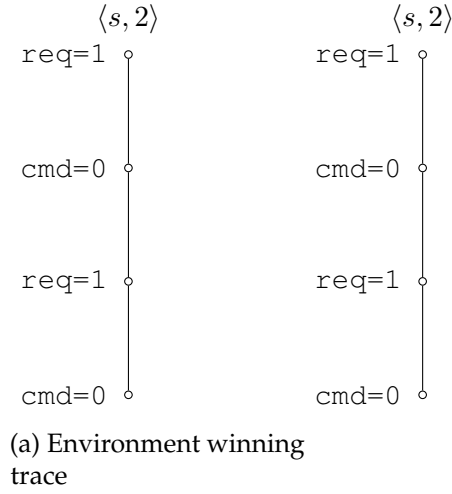 ⟨s, 2⟩ ⟨s, 2⟩
req=1 req=1
cmd=0 cmd=0
req=1 req=1
cmd=0 cmd=0
(a) Environment winning
trace